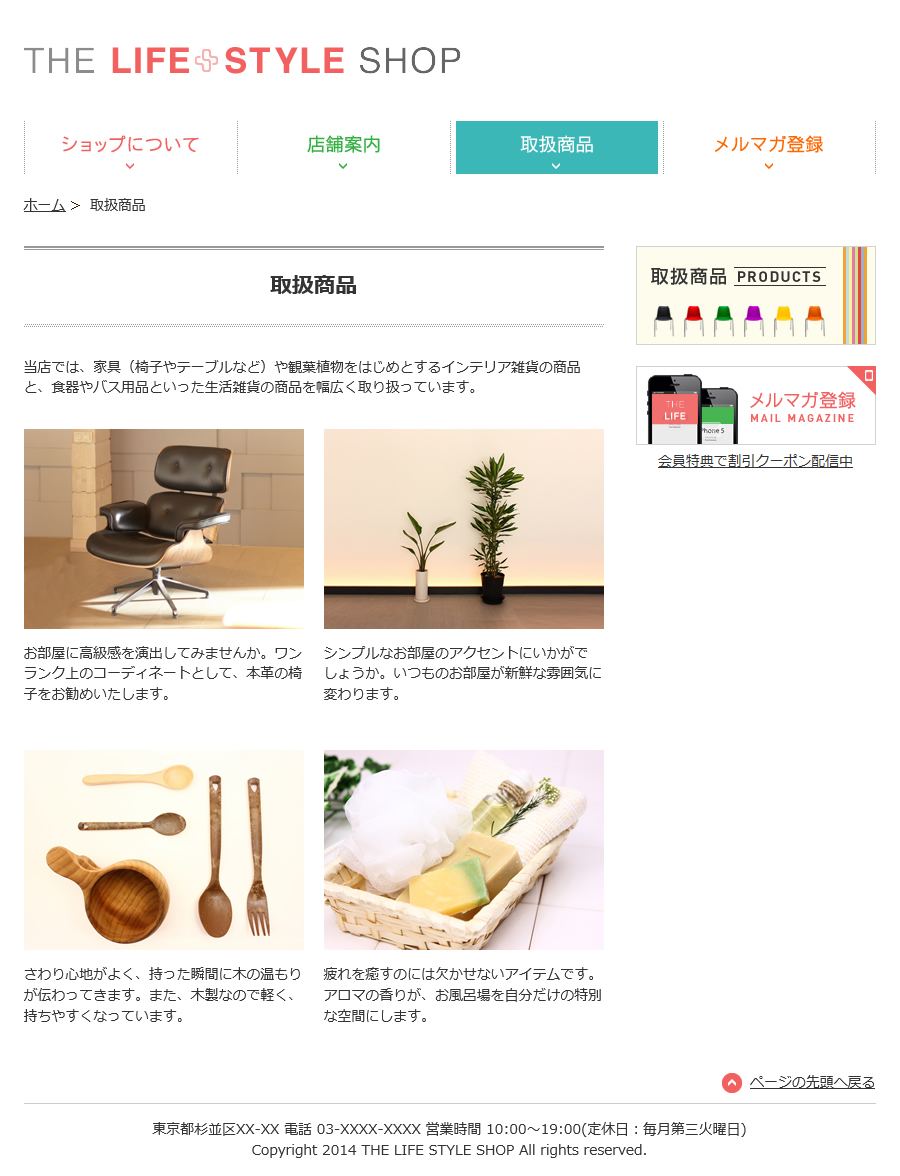 THE LIFE STYLE SHOP
ショップについて
店舗案内
取扱商品
メルマガ登録
ホーム > 取扱商品
取扱商品
当店では、家具（椅子やテーブルなど）や観葉植物をはじめとするインテリア雑貨の商品
と、食器やバス用品といった生活雑貨の商品を幅広く取り扱っています。
お部屋に高級感を演出してみませんか。ワン
ランク上のコーディネートとして、本革の椅
子をお勧めいたします。
シンプルなお部屋のアクセントにいかがで
しょうか。いつものお部屋が新鮮な雰囲気に
変わります。
さわり心地がよく、持った瞬間に木の温もり
が伝わってきます。また、木製なので軽く、
持ちやすくなっています。
疲れを癒すのには欠かせないアイテムです。
アロマの香りが、お風呂場を自分だけの特別
な空間にします。
取扱商品 PRODUCTS
THE
LIFE
Phone 5
メルマガ登録
MAIL MAGAZINE
会員特典で割引クーポン配信中
ページの先頭へ戻る
東京都杉並区XX-XX 電話 03-XXXX-XXXX 営業時間 10:00～19:00(定休日：毎月第三火曜日)
Copyright 2014 THE LIFE STYLE SHOP All rights reserved.